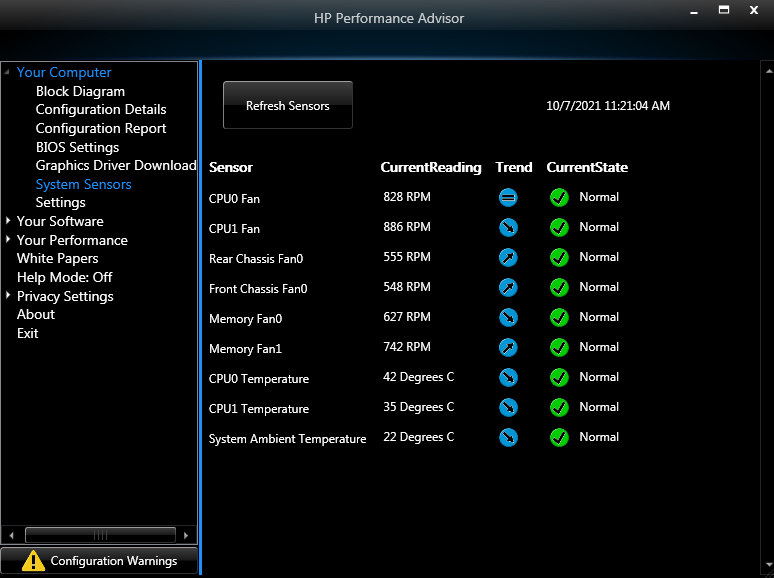 HP Performance Advisor
Your Computer
Block Diagram
Configuration Details
Configuration Report
BIOS Settings
Graphics Driver Download
System Sensors
Settings
Your Software
Your Performance
White Papers
Help Mode: Off
Privacy Settings
About
Exit
Configuration Warnings
Refresh Sensors
10/7/2021 11:21:04 AM
Sensor CurrentReading Trend CurrentState
CPU0 Fan 828 RPM Normal
CPU1 Fan 886 RPM Normal
Rear Chassis Fan0 555 RPM Normal
Front Chassis Fan0 548 RPM Normal
Memory Fan0 627 RPM Normal
Memory Fan1 742 RPM Normal
CPU0 Temperature 42 Degrees C Normal
CPU1 Temperature 35 Degrees C Normal
System Ambient Temperature 22 Degrees C Normal